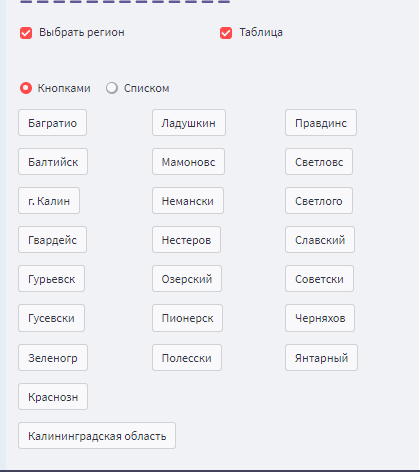 Выбрать регион Таблица
Кнопками Списком
Багратио Ладушкин Правдинс
Балтийск Мамоновс Светловс
г. Калин Немански Светлого
Гвардейс Нестеров Славский
Гурьевск Озерский Советски
Гусевски Пионерск Черняхов
Зеленогр Полесски Янтарный
Краснозн
Калининградская область